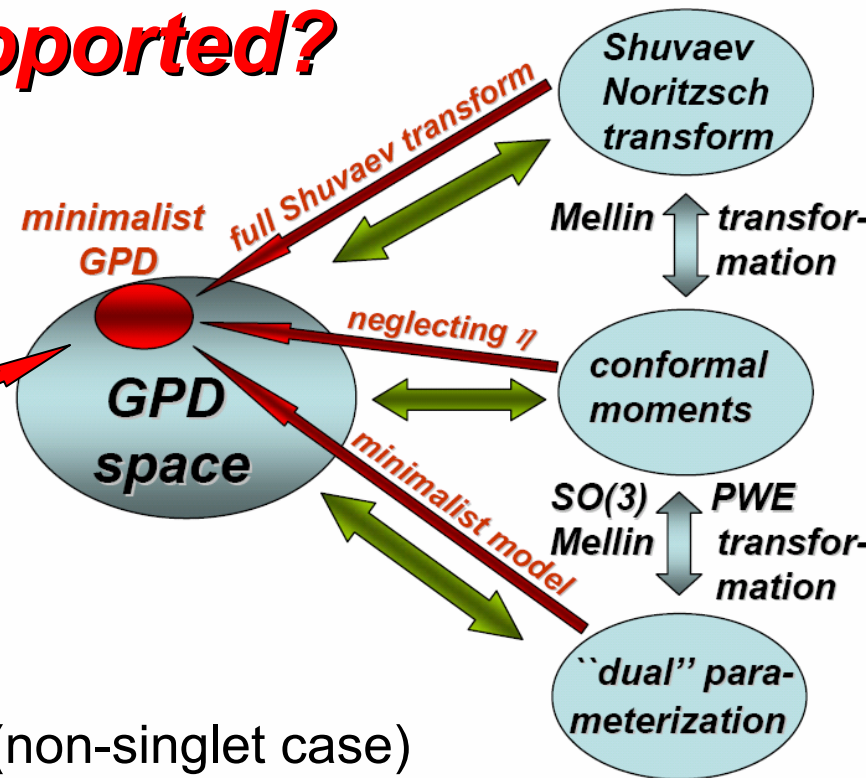 pported?
Shuvaev
Noritzsch
transform
full Shuvaev transform
minimalist
GPD
Mellin transfor-
mation
neglecting η
conformal
moments
GPD
space
minimalist model
SO(3) PWE
Mellin transfor-
mation
``dual'' para-
meterization
(non-singlet case)